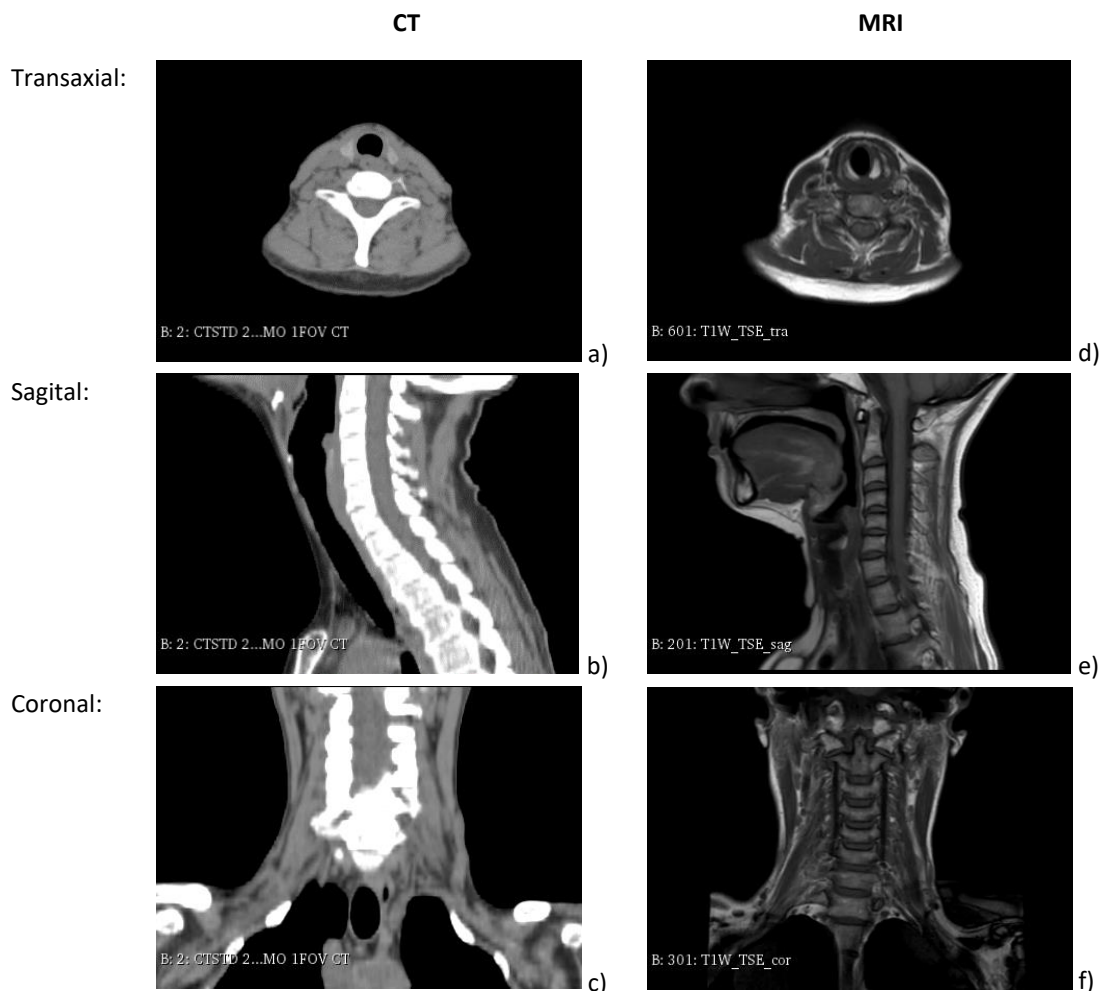 CT MRI
Transaxial:
B: 2: CTSTD 2...MO 1FOV CT a) B: 601: T1W_TSE_tra d)
Sagital:
B: 2: CTSTD 2...MO 1FOV CT b) B: 201: T1W_TSE_sag e)
Coronal:
B: 2: CTSTD 2...MO 1FOV CT c) B: 301: T1W_TSE_cor f)